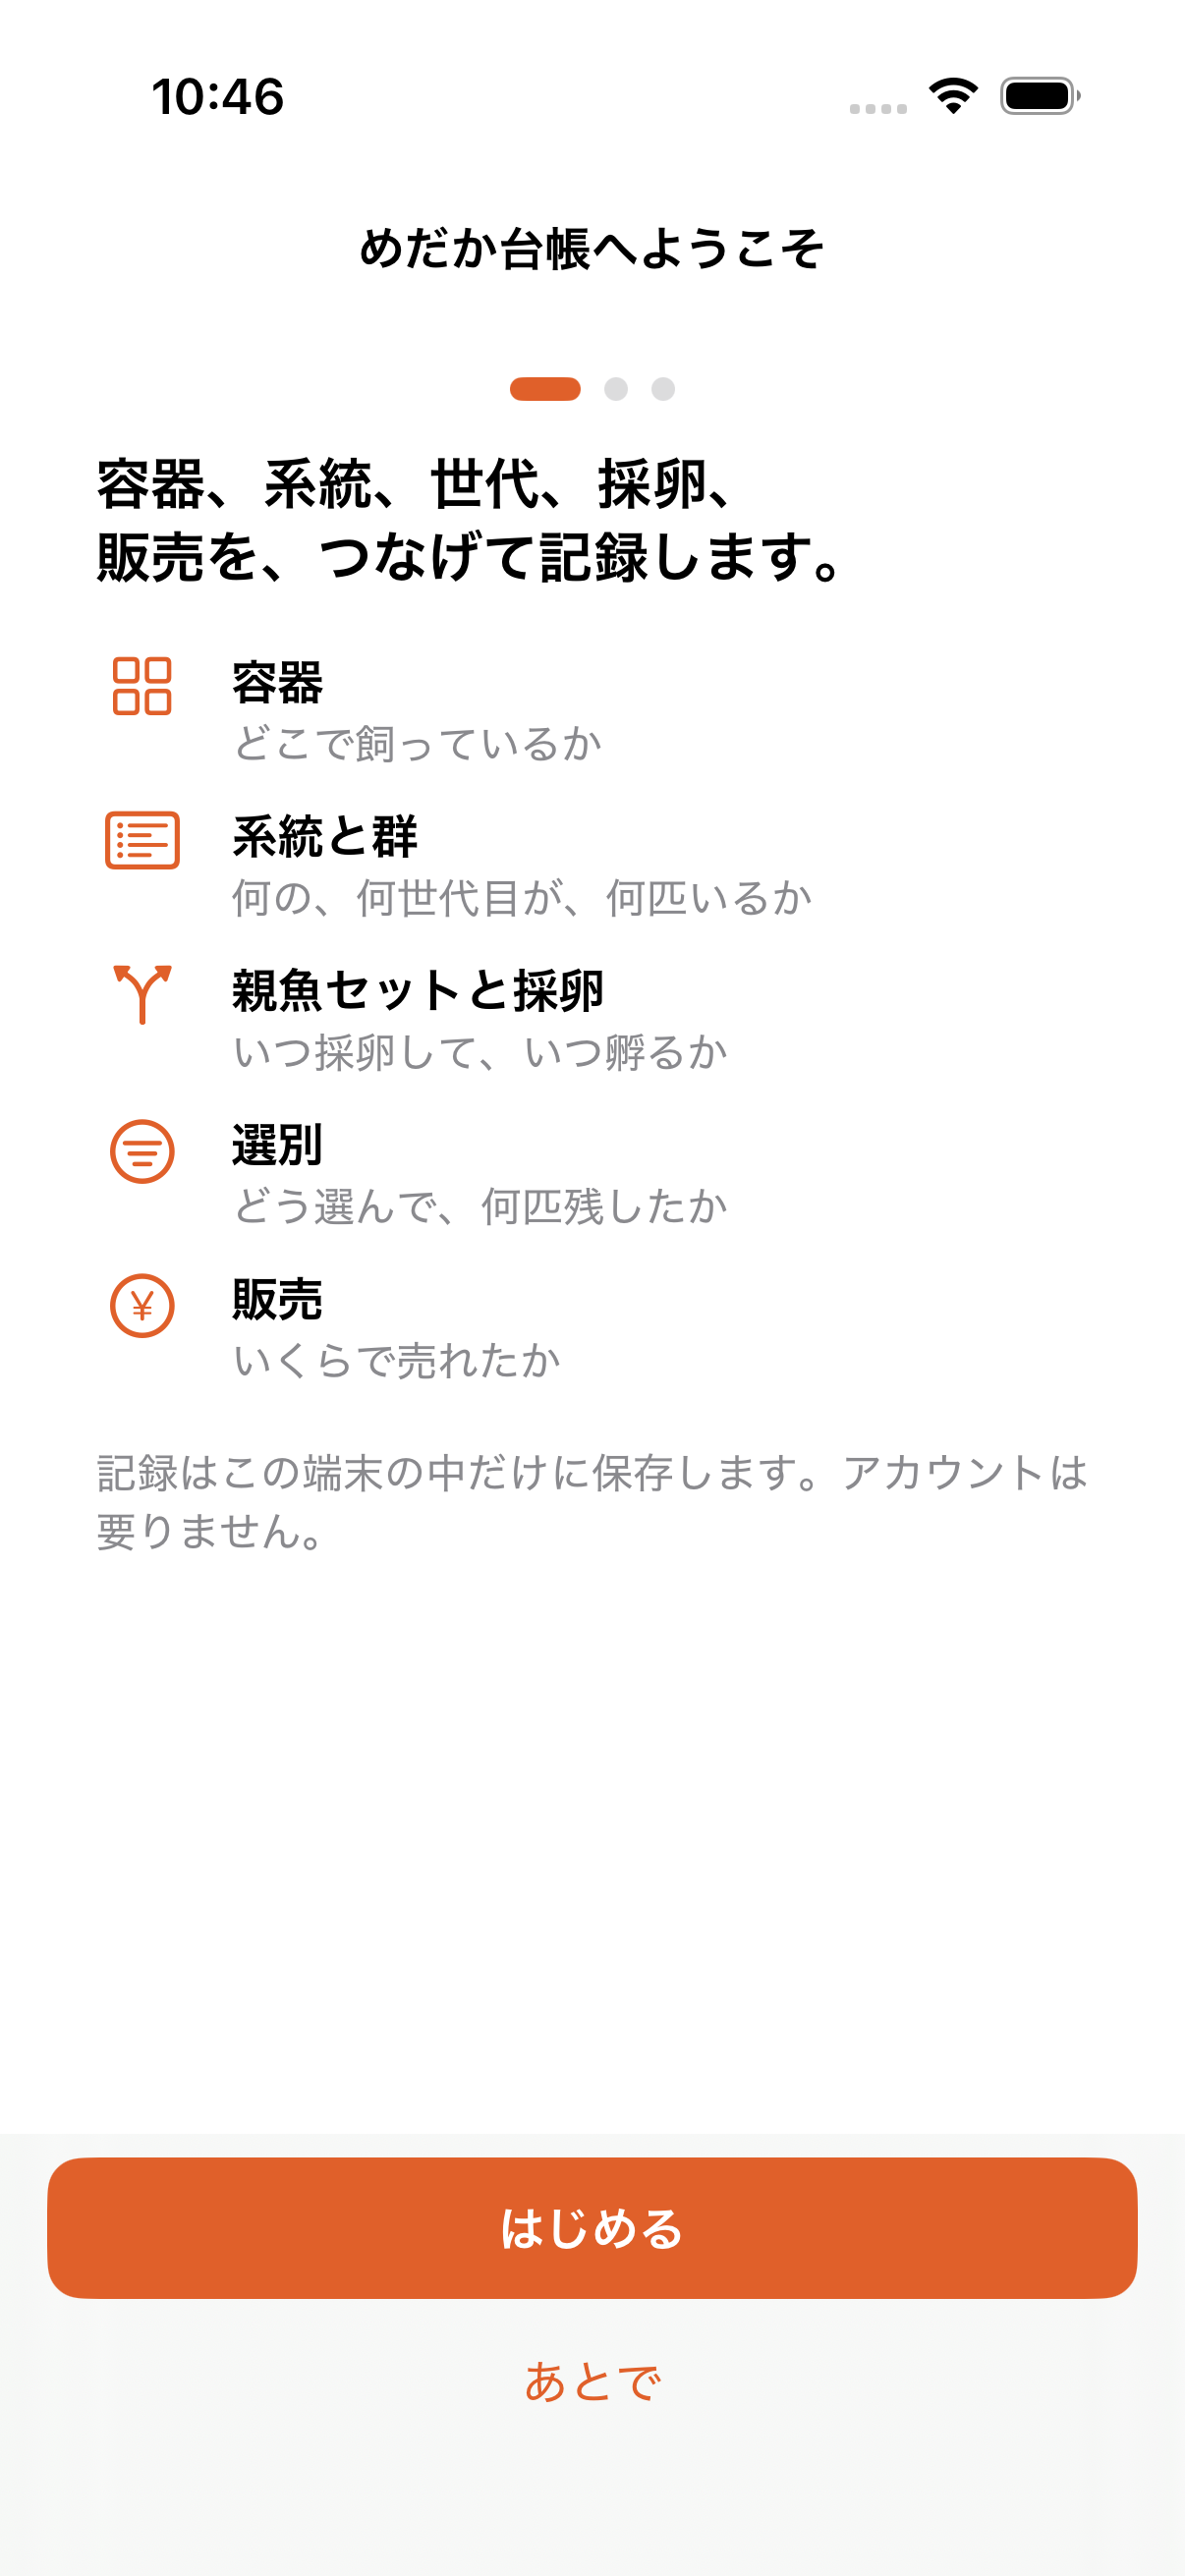 10:46
めだか台帳へようこそ
容器、系統、世代、採卵、
販売を、つなげて記録します。
容器
どこで飼っているか
系統と群
何の、何世代目が、何匹いるか
親魚セットと採卵
いつ採卵して、いつ孵るか
選別
どう選んで、何匹残したか
¥
販売
いくらで売れたか
記録はこの端末の中だけに保存します。アカウントは
要りません。
はじめる
あとで